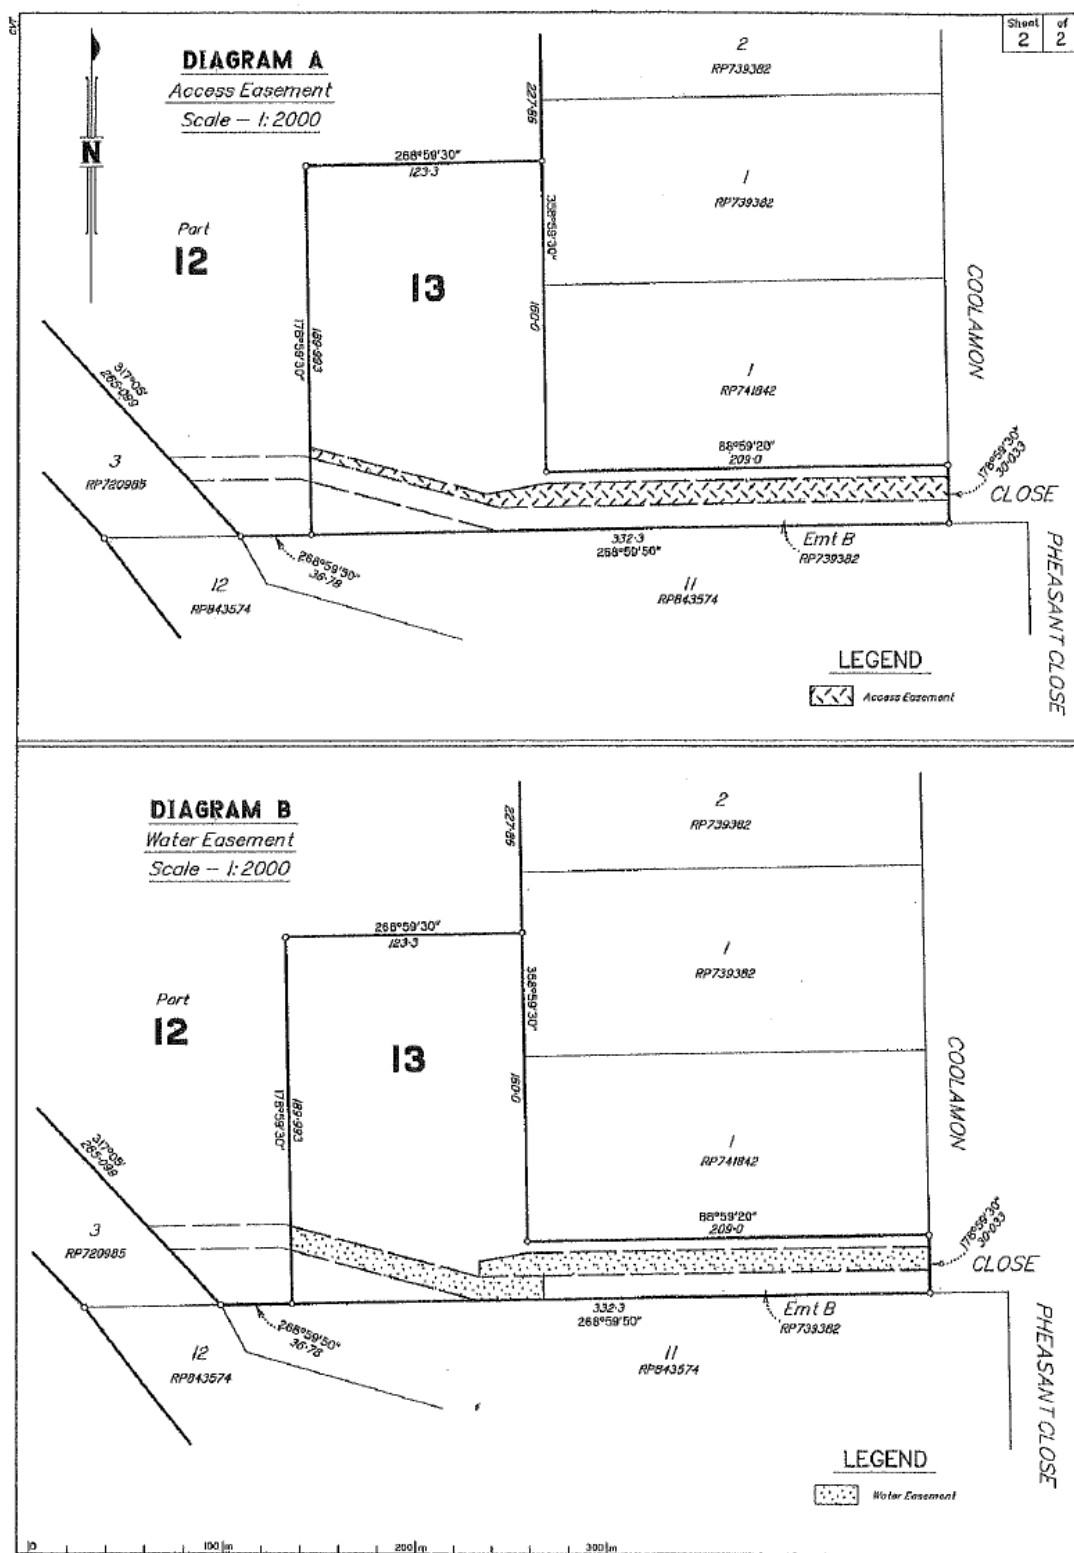 Sheet of
2 2
DIAGRAM A
Access Easement
Scale – 1:2000
N
2
RP739382
227·86
268°59'30"
123·3
1
RP739382
358°59'30"
Part
12
13
COOLAMON
160·0
189·993
178°59'30"
317°05'
265·099
1
RP741842
88°59'20"
209·0
3
RP720985
178°59'30"
30·033
CLOSE
332·3
268°59'50"
Emt B
RP739382
268°59'50"
36·78
12
RP843574
11
RP843574
PHEASANT CLOSE
LEGEND
Access Easement
DIAGRAM B
Water Easement
Scale – 1:2000
2
RP739382
227·86
268°59'30"
123·3
1
RP739382
358°59'30"
Part
12
13
COOLAMON
160·0
189·993
178°59'30"
317°05'
265·099
1
RP741842
88°59'20"
209·0
3
RP720985
178°59'30"
30·033
CLOSE
332·3
268°59'50"
Emt B
RP739382
268°59'50"
36·78
12
RP843574
11
RP843574
PHEASANT CLOSE
LEGEND
Water Easement
0 100m 200m 300m